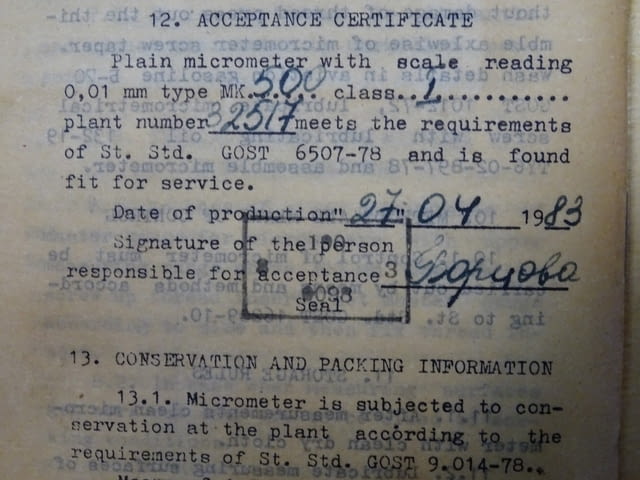 12. ACCEPTANCE CERTIFICATE
Plain micrometer with scale reading
0,01 mm type MK.500... class..1...........
plant number 32517 meets the requirements
of St. Std. GOST 6507-78 and is found
fit for service.
Date of production" 27" 04 1983
Signature of the person
responsible for acceptance
Seal
13. CONSERVATION AND PACKING INFORMATION
13.1. Micrometer is subjected to con-
servation at the plant according to the
requirements of St. Std. GOST 9.014-78..